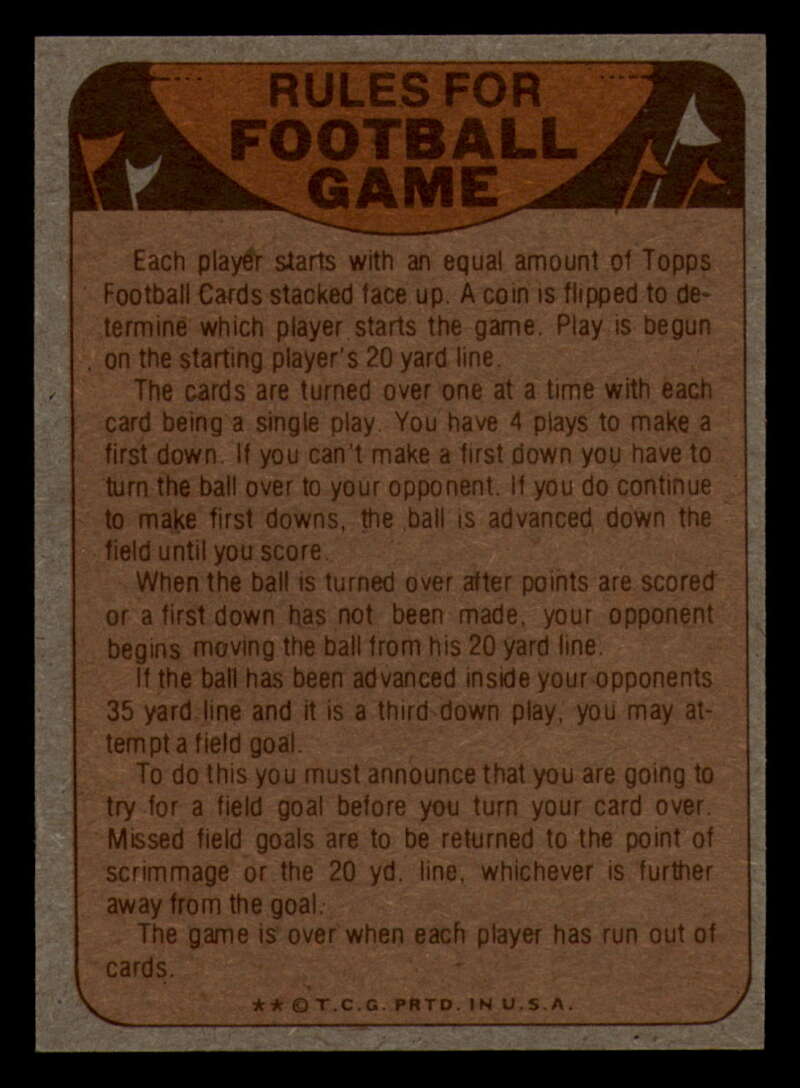 RULES FOR
FOOTBALL
GAME
Each player starts with an equal amount of Topps
Football Cards stacked face up. A coin is flipped to de-
termine which player starts the game. Play is begun
on the starting player's 20 yard line.
The cards are turned over one at a time with each
card being a single play. You have 4 plays to make a
first down. If you can't make a first down you have to
turn the ball over to your opponent. If you do continue
to make first downs, the ball is advanced down the
field until you score.
When the ball is turned over after points are scored
or a first down has not been made, your opponent
begins moving the ball from his 20 yard line.
If the ball has been advanced inside your opponents
35 yard line and it is a third down play, you may at-
tempt a field goal.
To do this you must announce that you are going to
try for a field goal before you turn your card over.
Missed field goals are to be returned to the point of
scrimmage or the 20 yd. line, whichever is further
away from the goal.
The game is over when each player has run out of
cards.
★★ © T.C.G. PRTD. IN U.S.A.